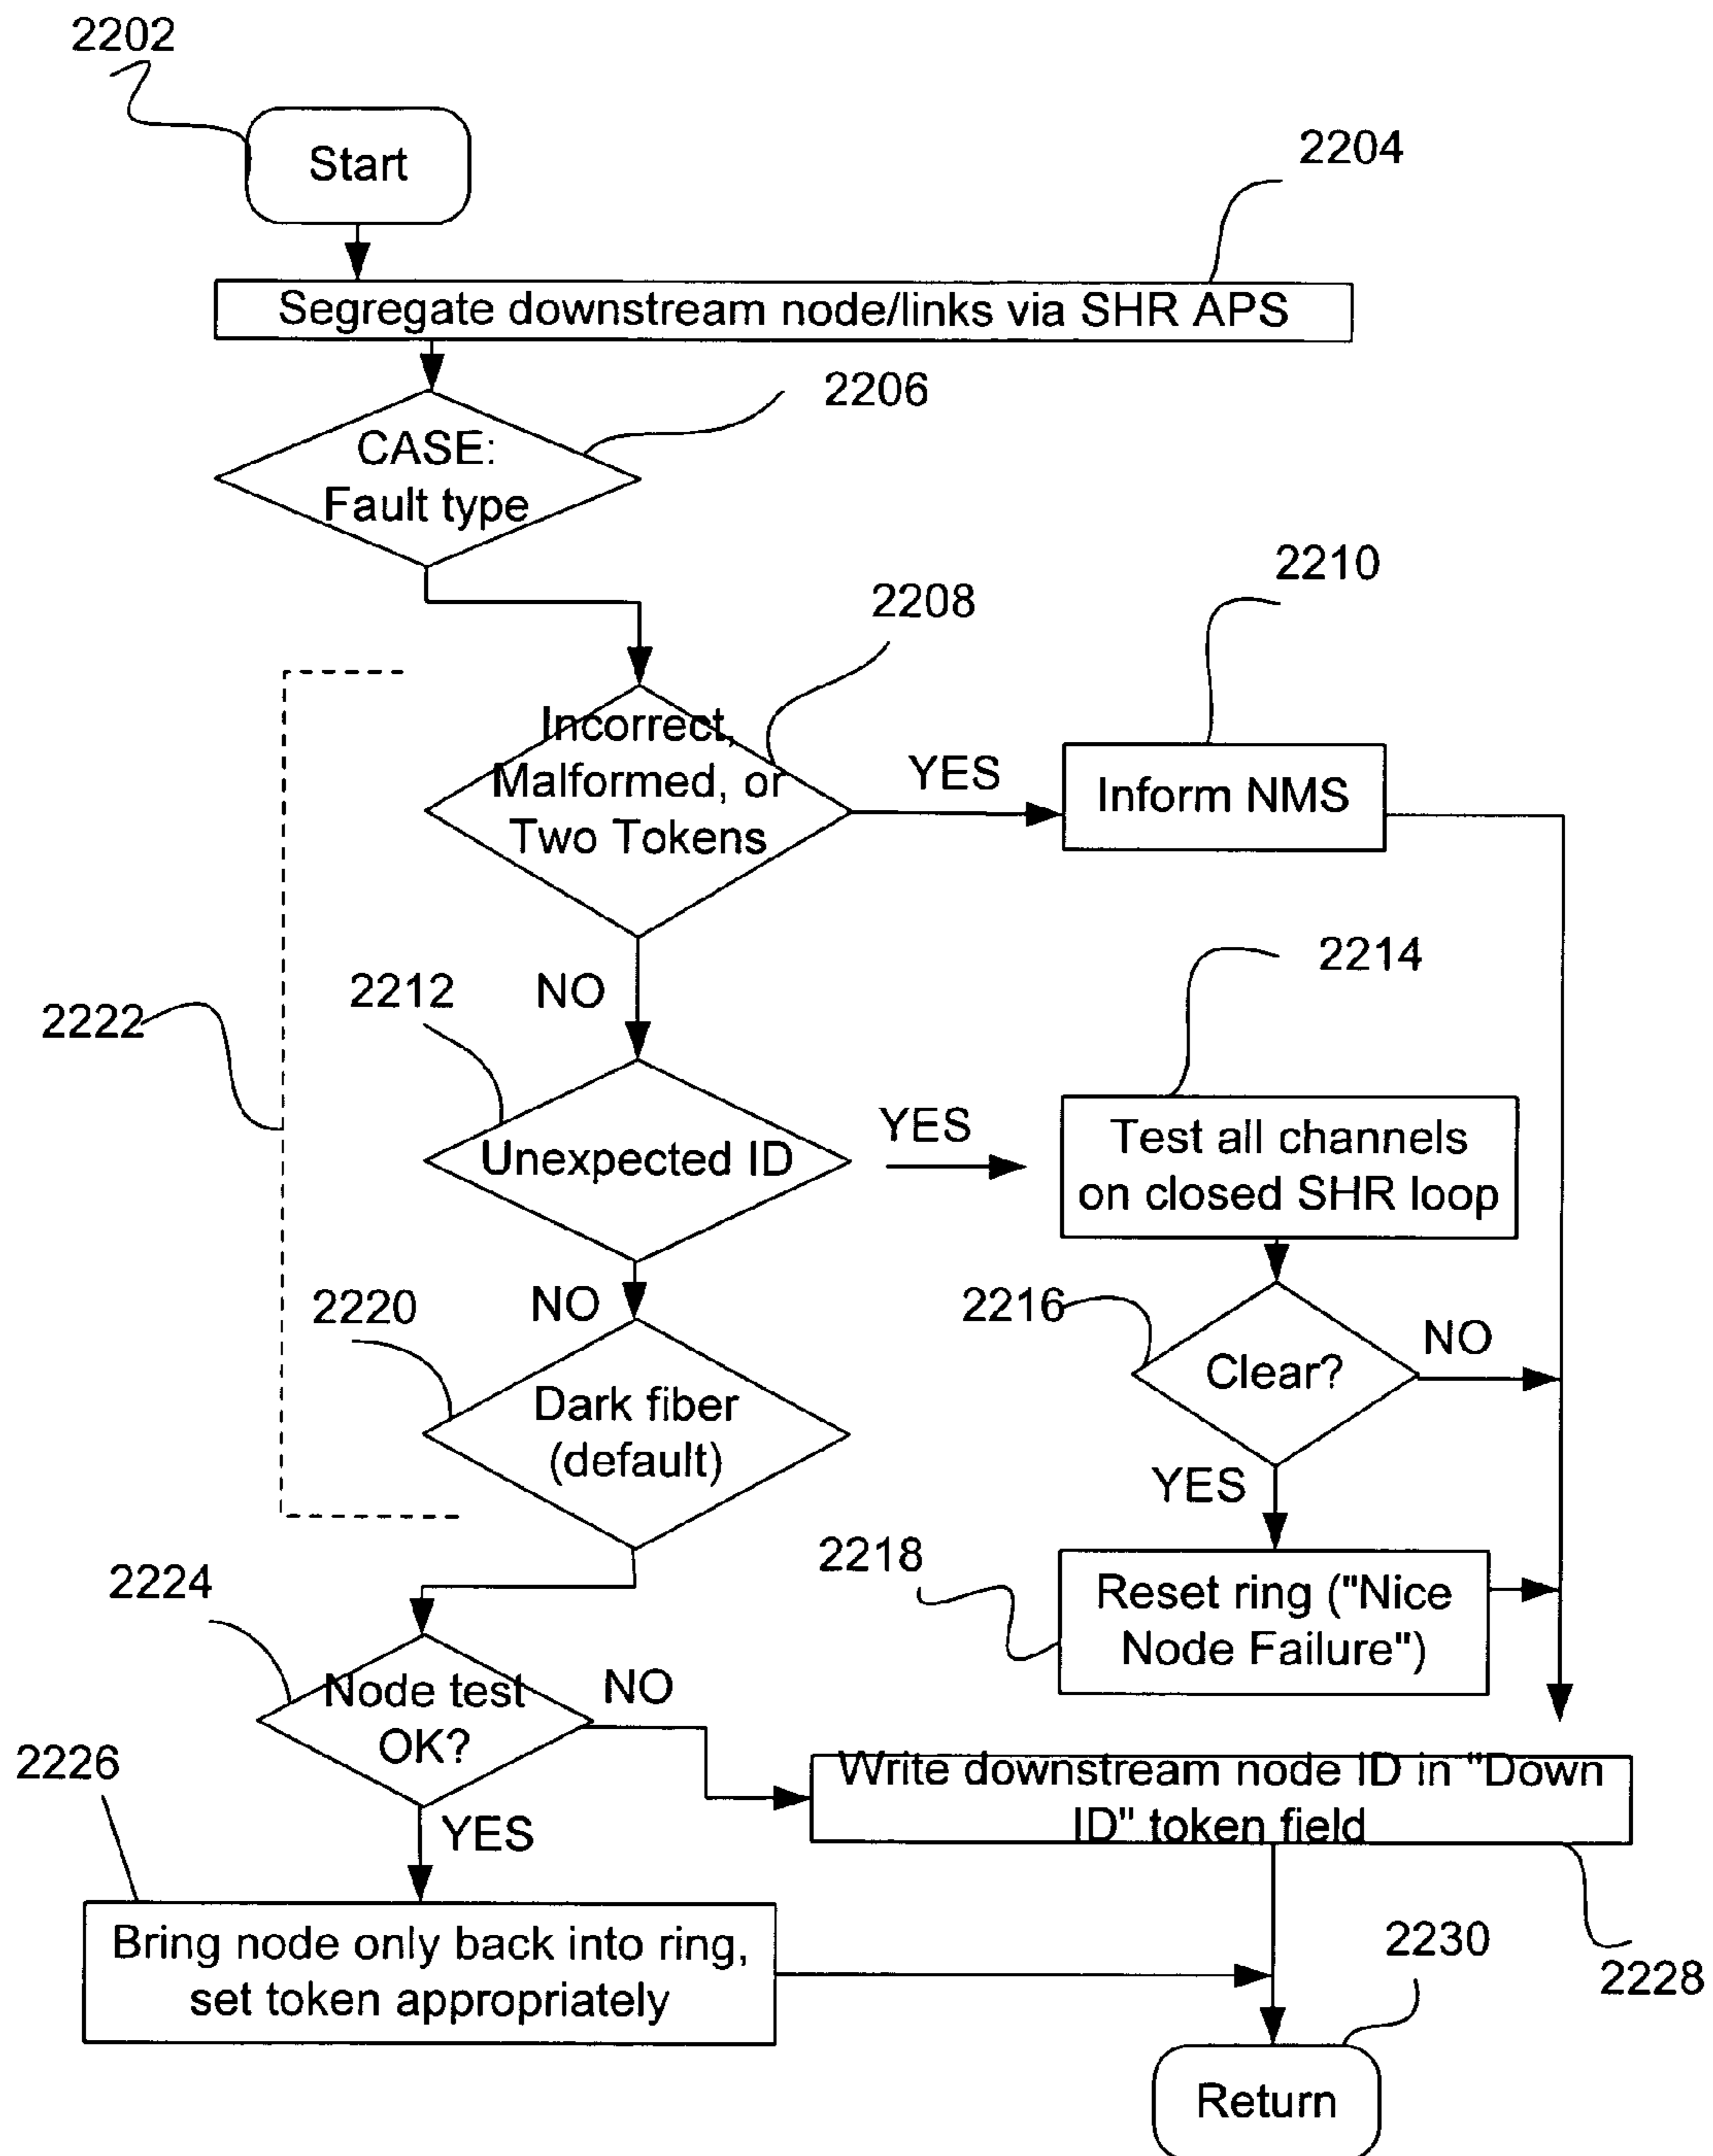 2202
Start
2204
Segregate downstream node/links via SHR APS
2206
CASE:
Fault type
2208
2210
Incorrect,
Malformed, or
Two Tokens
YES
Inform NMS
2222
2212
NO
2214
Unexpected ID
YES
Test all channels
on closed SHR loop
2220
NO
2216
Clear?
NO
Dark fiber
(default)
YES
2224
2218
Reset ring ("Nice
Node Failure")
Node test
OK?
NO
2226
YES
Write downstream node ID in "Down
ID" token field
2228
Bring node only back into ring,
set token appropriately
2230
Return